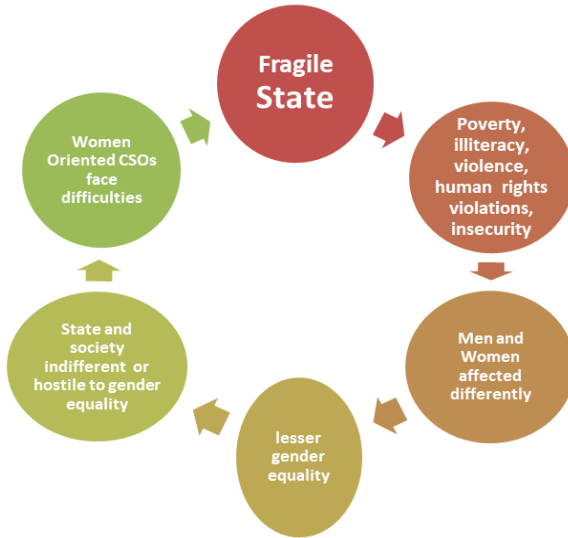 Fragile
State
Poverty,
illiteracy,
violence,
human rights
violations,
insecurity
Men and
Women
affected
differently
lesser
gender
equality
State and
society
indifferent or
hostile to gender
equality
Women
Oriented CSOs
face
difficulties